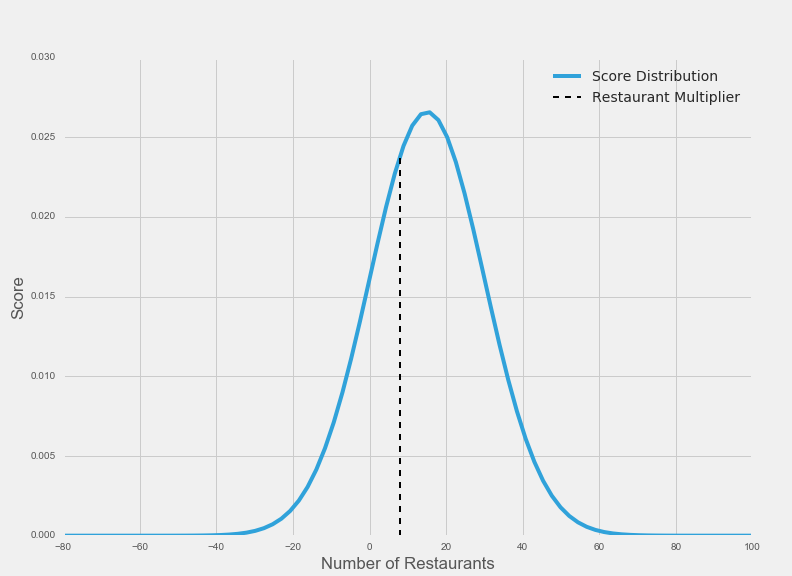 0.030
Score Distribution
Restaurant Multiplier
0.025
0.020
0.015
0.010
0.005
0.000
Score
−80 −60 −40 −20 0 20 40 60 80 100
Number of Restaurants